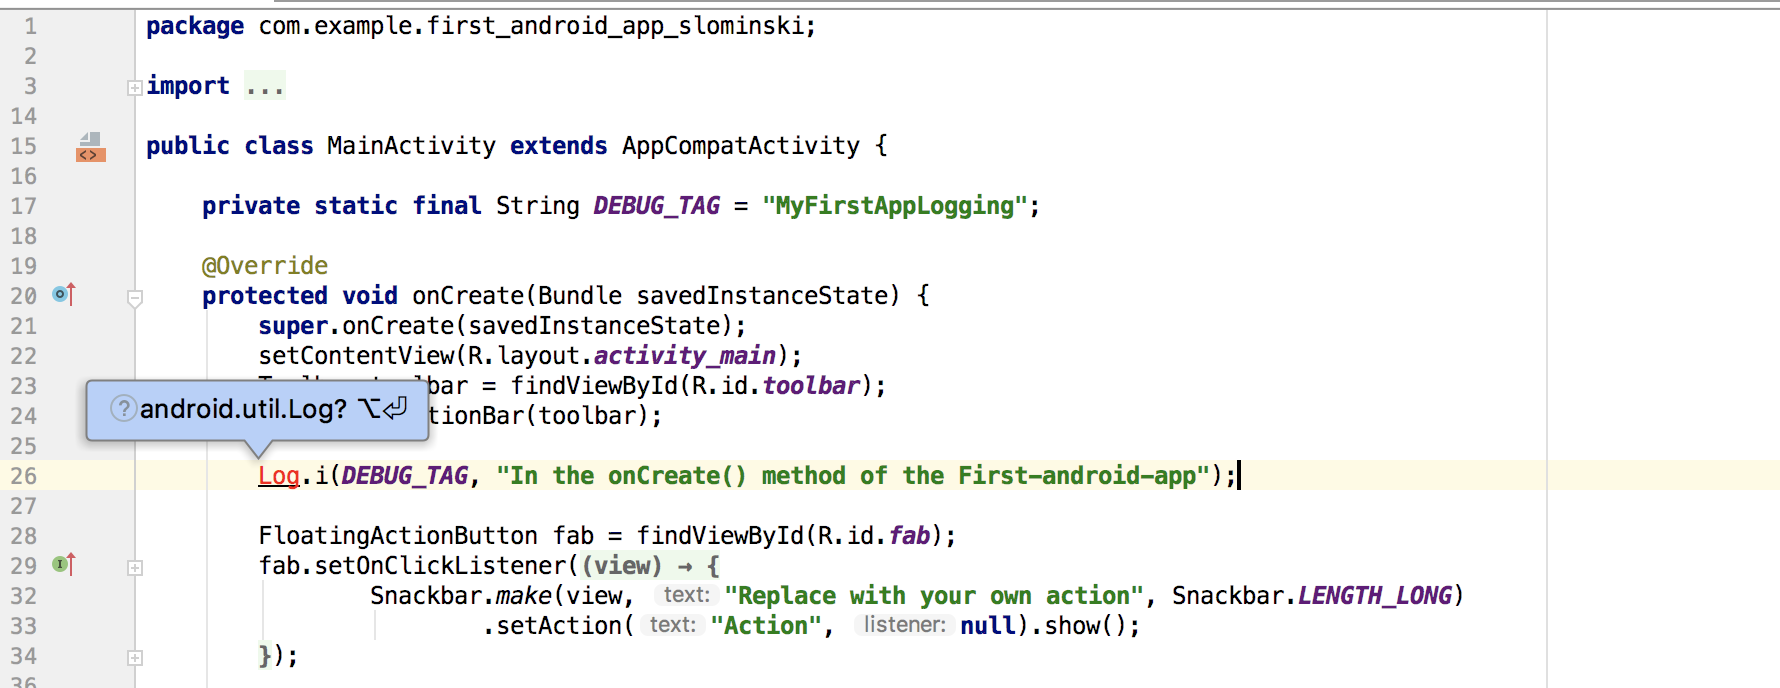 1 package com.example.first_android_app_slominski;
2
3 import ...
14
15 public class MainActivity extends AppCompatActivity {
16
17 private static final String DEBUG_TAG = "MyFirstAppLogging";
18
19 @Override
20 protected void onCreate(Bundle savedInstanceState) {
21 super.onCreate(savedInstanceState);
22 setContentView(R.layout.activity_main);
23 bar = findViewById(R.id.toolbar);
android.util.Log? ⌥⏎
24 tionBar(toolbar);
25
26 Log.i(DEBUG_TAG, "In the onCreate() method of the First-android-app");
27
28 FloatingActionButton fab = findViewById(R.id.fab);
29 fab.setOnClickListener((view) → {
32 Snackbar.make(view, text: "Replace with your own action", Snackbar.LENGTH_LONG)
33 .setAction( text: "Action", listener: null).show();
34 });
36